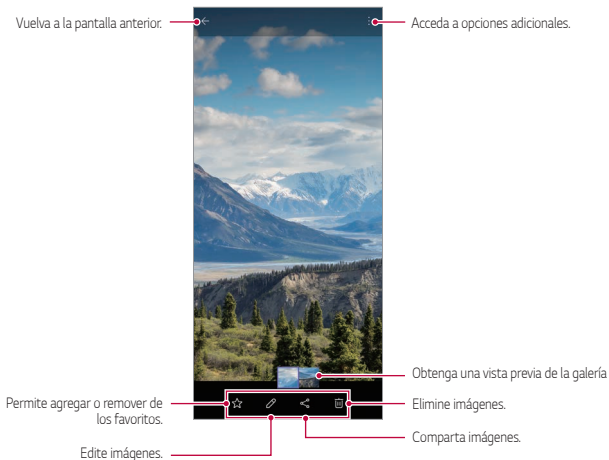 Vuelva a la pantalla anterior.
Acceda a opciones adicionales.
Obtenga una vista previa de la galería
Permite agregar o remover de
los favoritos.
Elimine imágenes.
Comparta imágenes.
Edite imágenes.